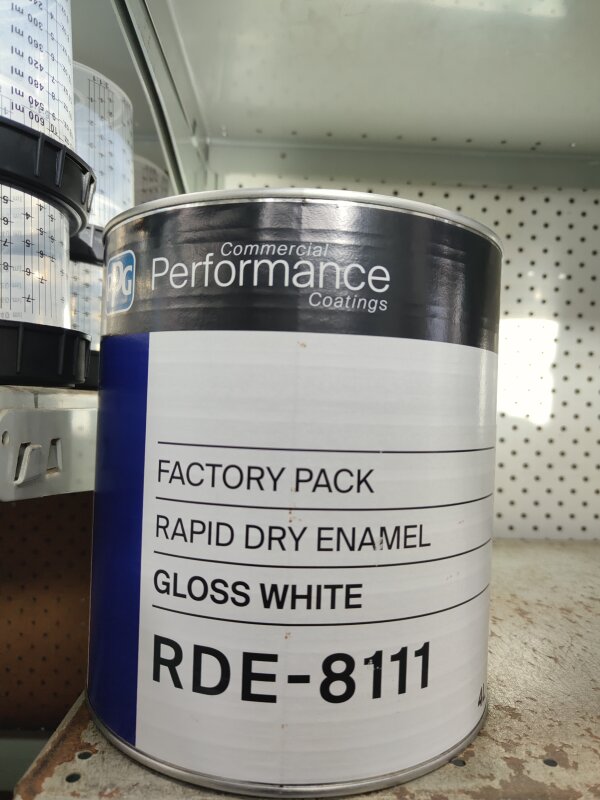 Commercial
PPG Performance
Coatings
FACTORY PACK
RAPID DRY ENAMEL
GLOSS WHITE
RDE-8111